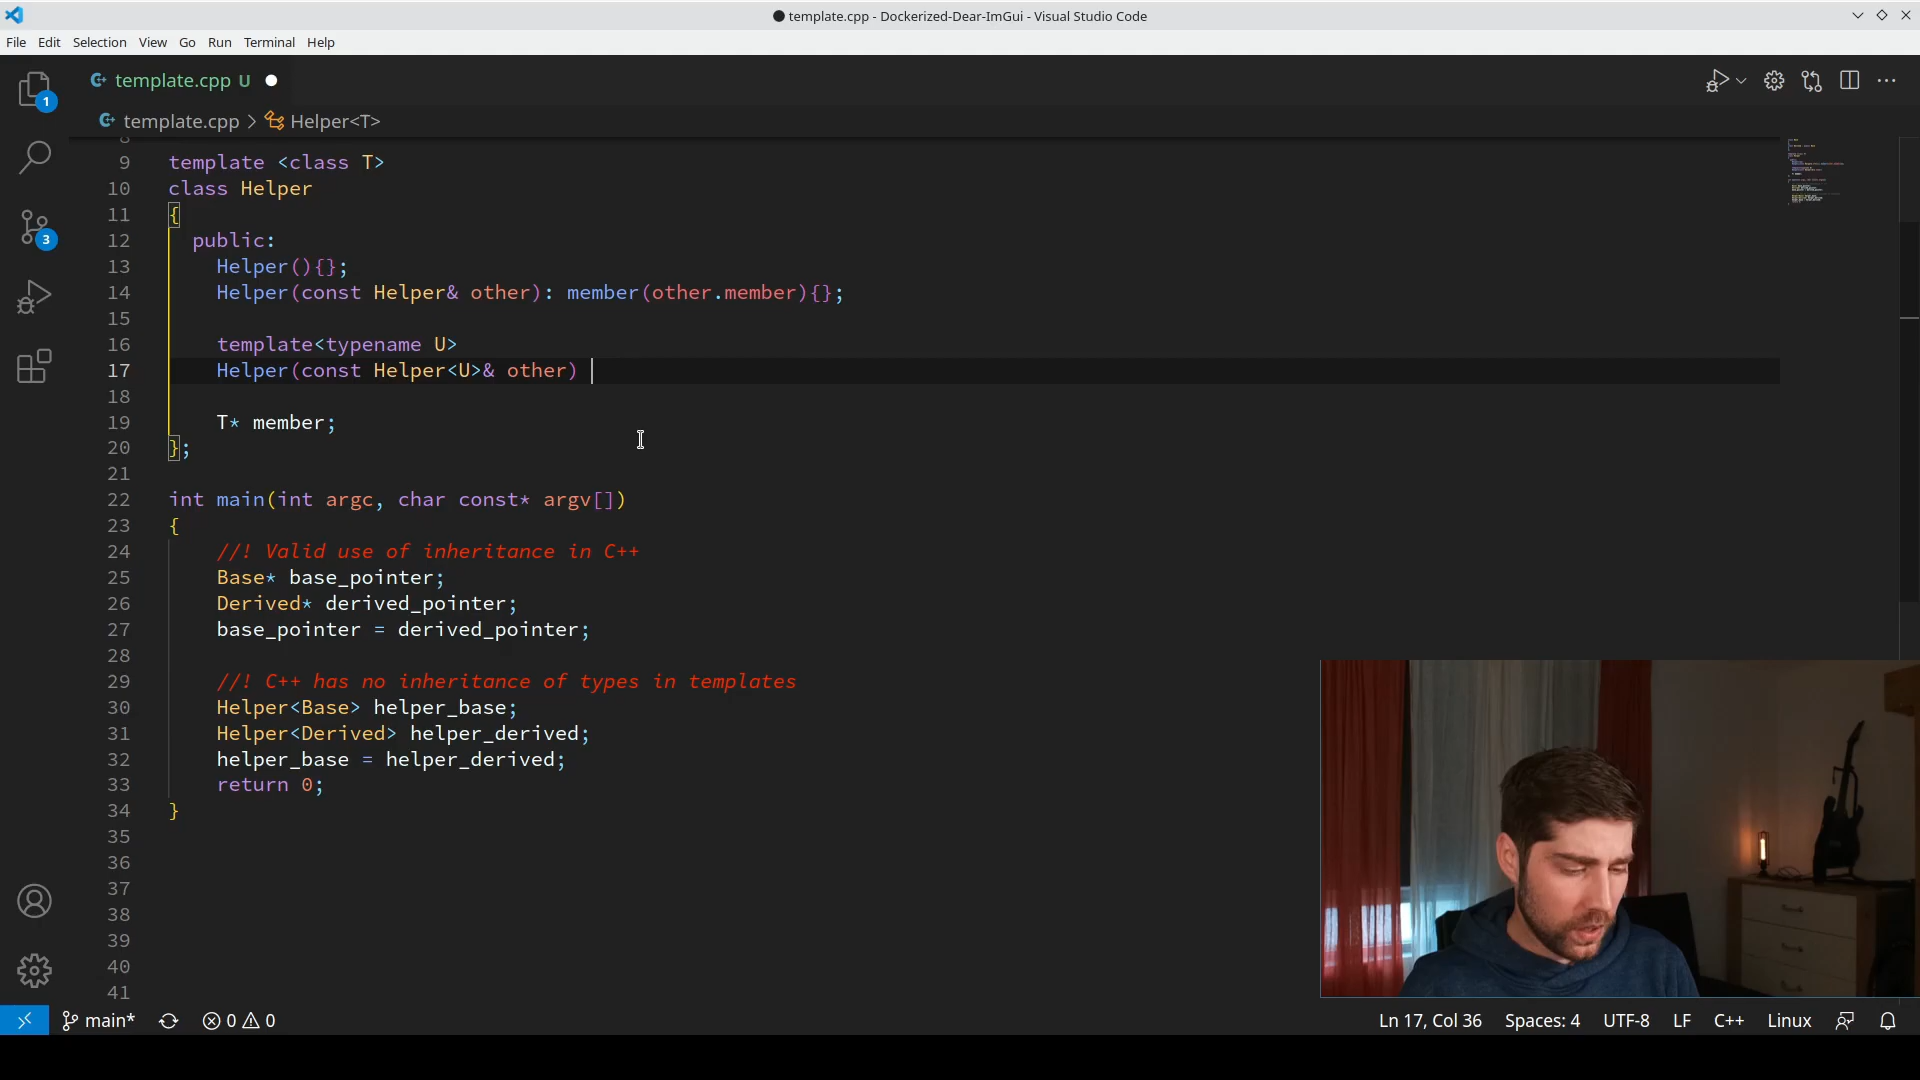 template.cpp - Dockerized-Dear-ImGui - Visual Studio Code
File Edit Selection View Go Run Terminal Help
template.cpp U
template.cpp > Helper<T>
1
3
8
9 template <class T>
10 class Helper
11 {
12 public:
13 Helper(){};
14 Helper(const Helper& other): member(other.member){};
15
16 template<typename U>
17 Helper(const Helper<U>& other)
18
19 T* member;
20 };
21
22 int main(int argc, char const* argv[])
23 {
24 //! Valid use of inheritance in C++
25 Base* base_pointer;
26 Derived* derived_pointer;
27 base_pointer = derived_pointer;
28
29 //! C++ has no inheritance of types in templates
30 Helper<Base> helper_base;
31 Helper<Derived> helper_derived;
32 helper_base = helper_derived;
33 return 0;
34 }
35
36
37
38
39
40
41
main* 0 0 Ln 17, Col 36 Spaces: 4 UTF-8 LF C++ Linux